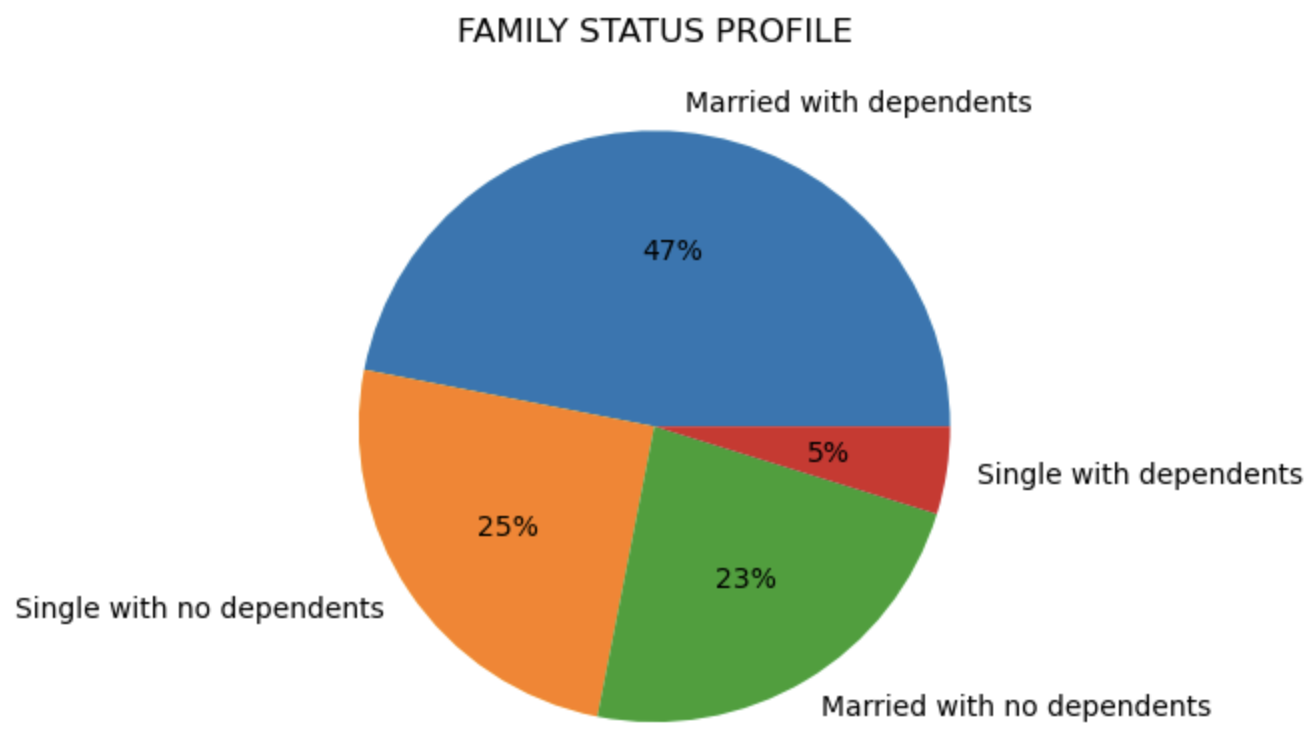 FAMILY STATUS PROFILE
Married with dependents
47%
5%
Single with dependents
25%
23%
Single with no dependents
Married with no dependents